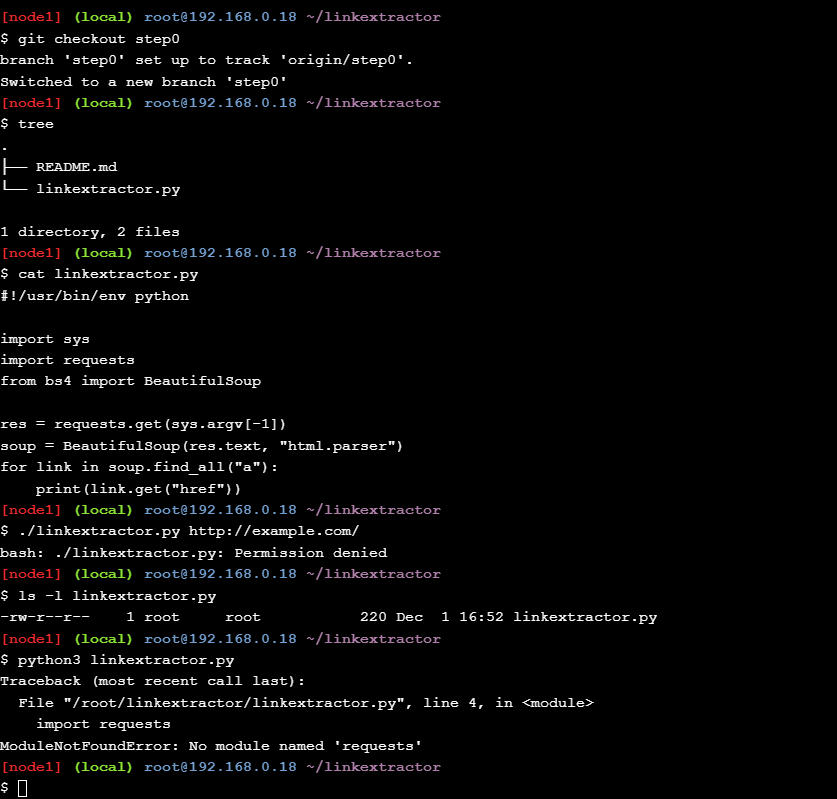 [node1] (local) root@192.168.0.18 ~/linkextractor
$ git checkout step0
branch 'step0' set up to track 'origin/step0'.
Switched to a new branch 'step0'
[node1] (local) root@192.168.0.18 ~/linkextractor
$ tree
.
├── README.md
└── linkextractor.py

1 directory, 2 files
[node1] (local) root@192.168.0.18 ~/linkextractor
$ cat linkextractor.py
#!/usr/bin/env python

import sys
import requests
from bs4 import BeautifulSoup

res = requests.get(sys.argv[-1])
soup = BeautifulSoup(res.text, "html.parser")
for link in soup.find_all("a"):
    print(link.get("href"))
[node1] (local) root@192.168.0.18 ~/linkextractor
$ ./linkextractor.py http://example.com/
bash: ./linkextractor.py: Permission denied
[node1] (local) root@192.168.0.18 ~/linkextractor
$ ls -l linkextractor.py
-rw-r--r--    1 root     root           220 Dec  1 16:52 linkextractor.py
[node1] (local) root@192.168.0.18 ~/linkextractor
$ python3 linkextractor.py
Traceback (most recent call last):
  File "/root/linkextractor/linkextractor.py", line 4, in <module>
    import requests
ModuleNotFoundError: No module named 'requests'
[node1] (local) root@192.168.0.18 ~/linkextractor
$